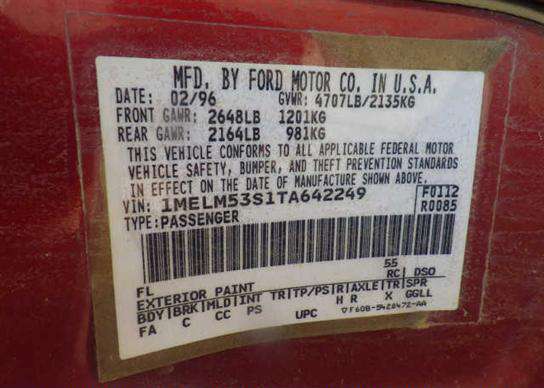 MFD. BY FORD MOTOR CO. IN U.S.A.
DATE: 02/96 GVWR: 4707LB/2135KG
FRONT GAWR: 2648LB 1201KG
REAR GAWR: 2164LB 981KG
THIS VEHICLE CONFORMS TO ALL APPLICABLE FEDERAL MOTOR
VEHICLE SAFETY, BUMPER, AND THEFT PREVENTION STANDARDS
IN EFFECT ON THE DATE OF MANUFACTURE SHOWN ABOVE.
VIN: 1MELM53S1TA642249 F0112
TYPE: PASSENGER R0085
55
FL RC| DSO
EXTERIOR PAINT
BDY|BRK|MLD|INT TR|TP/PS|R|AXLE|TR|SPR
FA C CC PS UPC H R X GGLL
F60B-5420472-AA